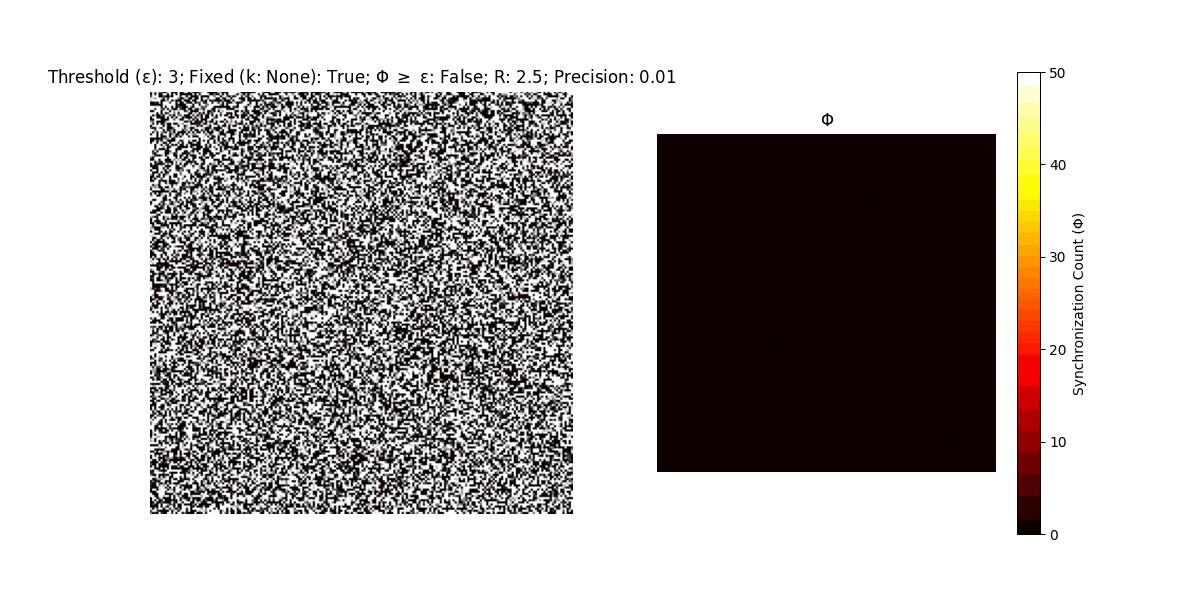 Threshold (ε): 3; Fixed (k: None): True; Φ ≥ ε: False; R: 2.5; Precision: 0.01
Φ
50
40
30
20
10
0
Synchronization Count (Φ)